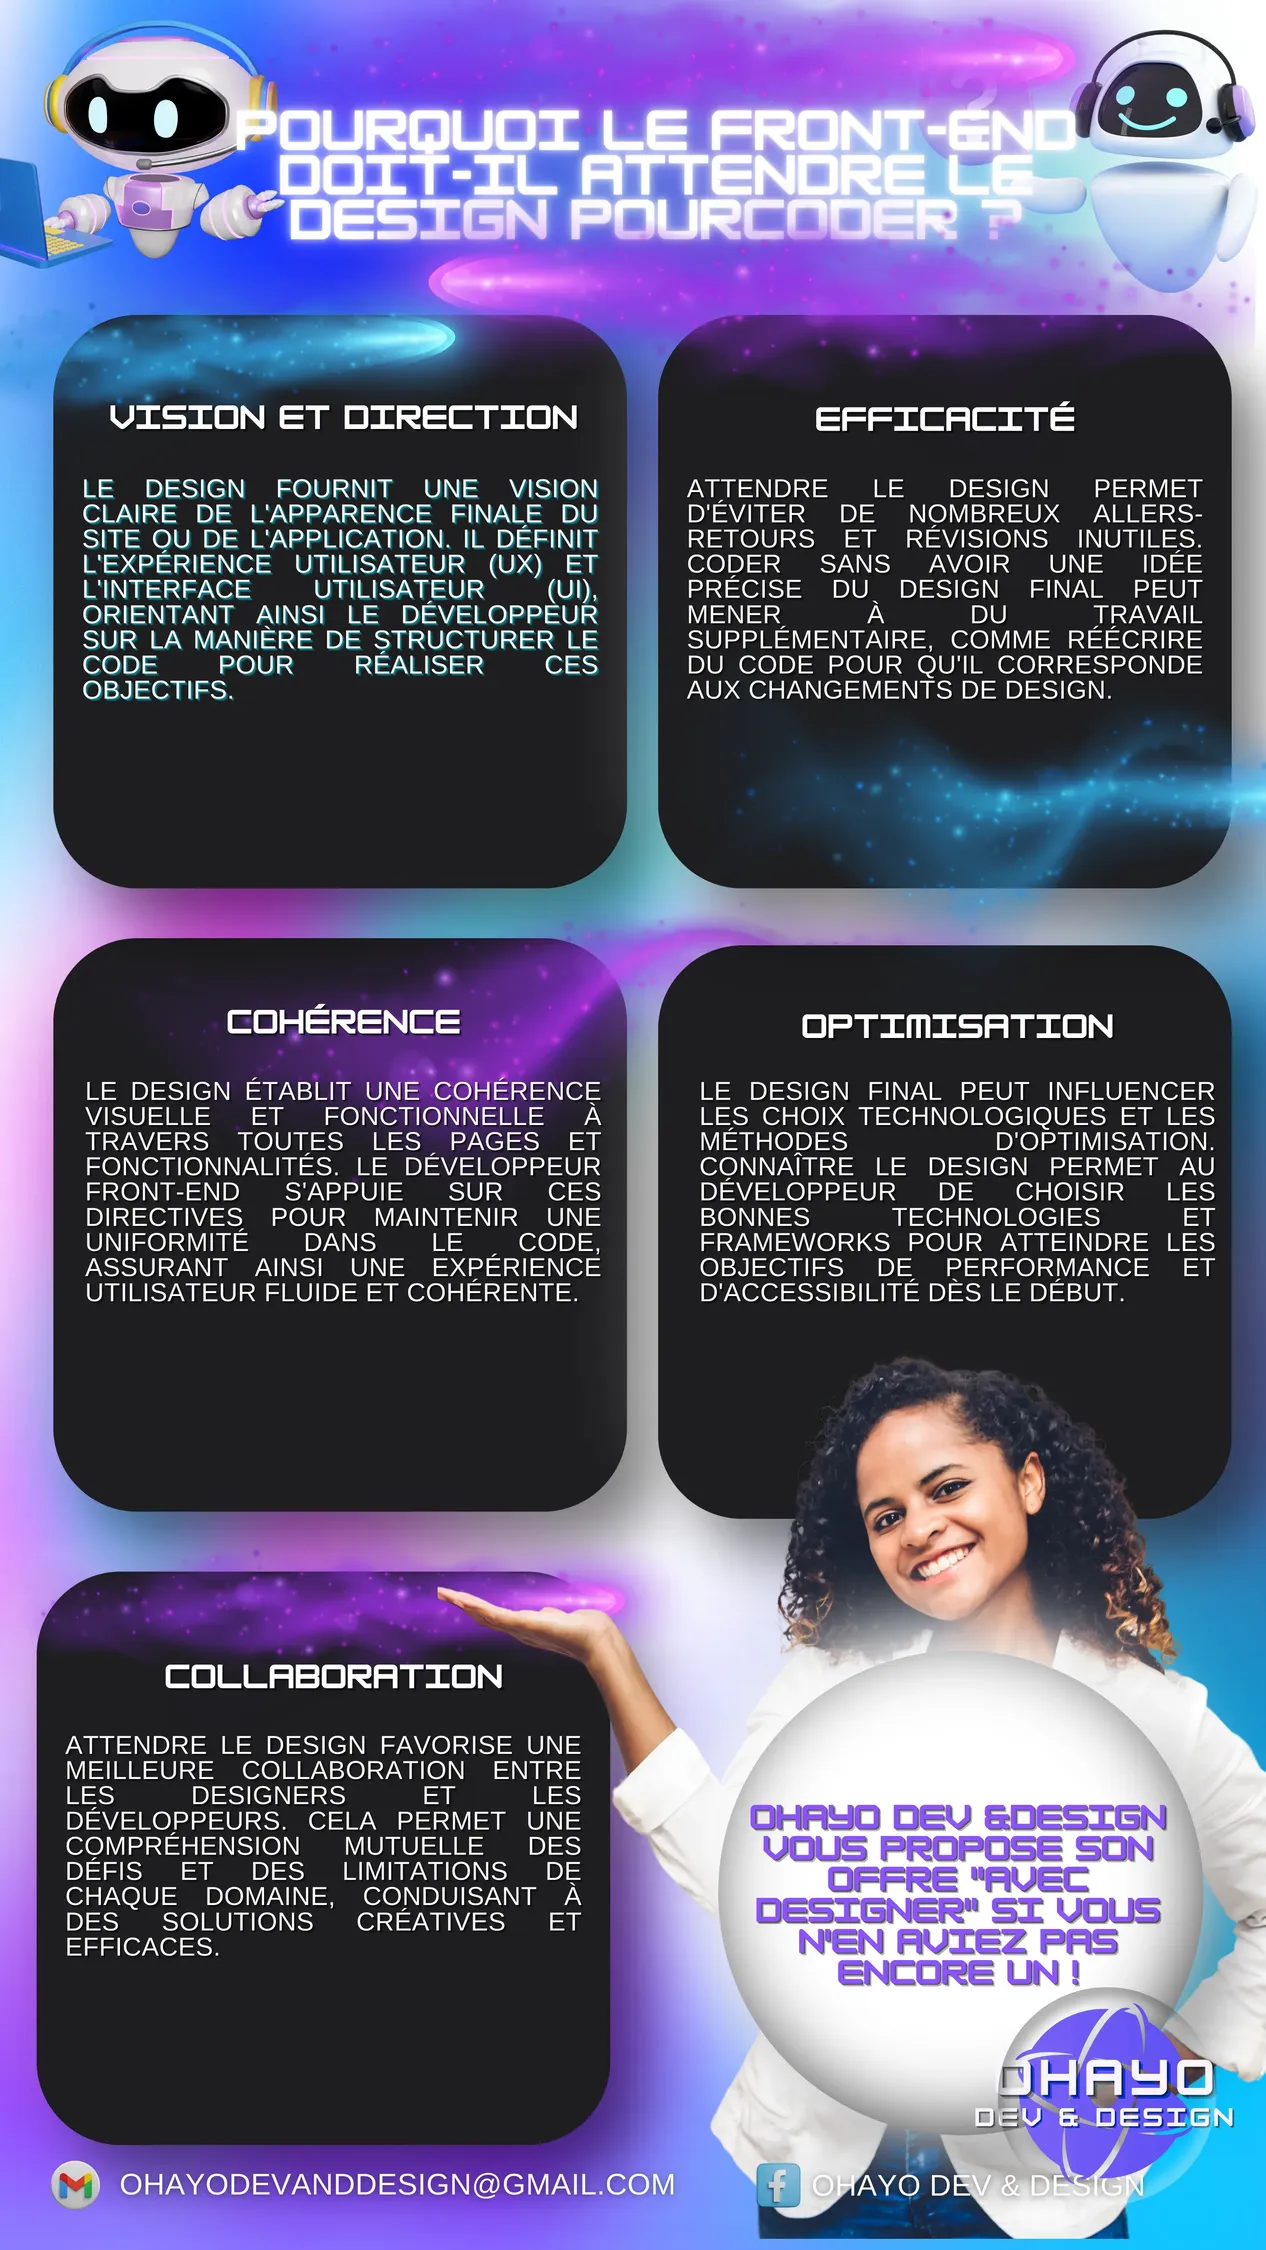 POURQUOI LE FRONT-END
DOIT-IL ATTENDRE LE
DESIGN POURCODER ?
VISION ET DIRECTION
LE DESIGN FOURNIT UNE VISION
CLAIRE DE L'APPARENCE FINALE DU
SITE OU DE L'APPLICATION. IL DÉFINIT
L'EXPÉRIENCE UTILISATEUR (UX) ET
L'INTERFACE UTILISATEUR (UI),
ORIENTANT AINSI LE DÉVELOPPEUR
SUR LA MANIÈRE DE STRUCTURER LE
CODE POUR RÉALISER CES
OBJECTIFS.
EFFICACITÉ
ATTENDRE LE DESIGN PERMET
D'ÉVITER DE NOMBREUX ALLERS-
RETOURS ET RÉVISIONS INUTILES.
CODER SANS AVOIR UNE IDÉE
PRÉCISE DU DESIGN FINAL PEUT
MENER À DU TRAVAIL
SUPPLÉMENTAIRE, COMME RÉÉCRIRE
DU CODE POUR QU'IL CORRESPONDE
AUX CHANGEMENTS DE DESIGN.
COHÉRENCE
LE DESIGN ÉTABLIT UNE COHÉRENCE
VISUELLE ET FONCTIONNELLE À
TRAVERS TOUTES LES PAGES ET
FONCTIONNALITÉS. LE DÉVELOPPEUR
FRONT-END S'APPUIE SUR CES
DIRECTIVES POUR MAINTENIR UNE
UNIFORMITÉ DANS LE CODE,
ASSURANT AINSI UNE EXPÉRIENCE
UTILISATEUR FLUIDE ET COHÉRENTE.
OPTIMISATION
LE DESIGN FINAL PEUT INFLUENCER
LES CHOIX TECHNOLOGIQUES ET LES
MÉTHODES D'OPTIMISATION.
CONNAÎTRE LE DESIGN PERMET AU
DÉVELOPPEUR DE CHOISIR LES
BONNES TECHNOLOGIES ET
FRAMEWORKS POUR ATTEINDRE LES
OBJECTIFS DE PERFORMANCE ET
D'ACCESSIBILITÉ DÈS LE DÉBUT.
COLLABORATION
ATTENDRE LE DESIGN FAVORISE UNE
MEILLEURE COLLABORATION ENTRE
LES DESIGNERS ET LES
DÉVELOPPEURS. CELA PERMET UNE
COMPRÉHENSION MUTUELLE DES
DÉFIS ET DES LIMITATIONS DE
CHAQUE DOMAINE, CONDUISANT À
DES SOLUTIONS CRÉATIVES ET
EFFICACES.
OHAYO DEV &DESIGN
VOUS PROPOSE SON
OFFRE "AVEC
DESIGNER" SI VOUS
N'EN AVIEZ PAS
ENCORE UN !
OHAYO
DEV & DESIGN
OHAYODEVANDDESIGN@GMAIL.COM
OHAYO DEV & DESIGN